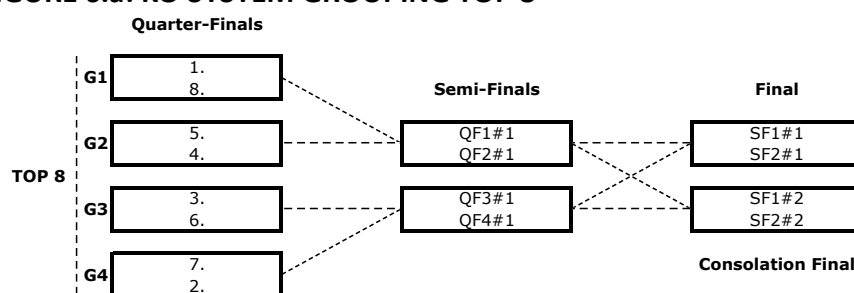 Quarter-Finals
G1
1.
8.
Semi-Finals
Final
G2
5.
4.
QF1#1
QF2#1
SF1#1
SF2#1
TOP 8
G3
3.
6.
QF3#1
QF4#1
SF1#2
SF2#2
G4
7.
2.
Consolation Final